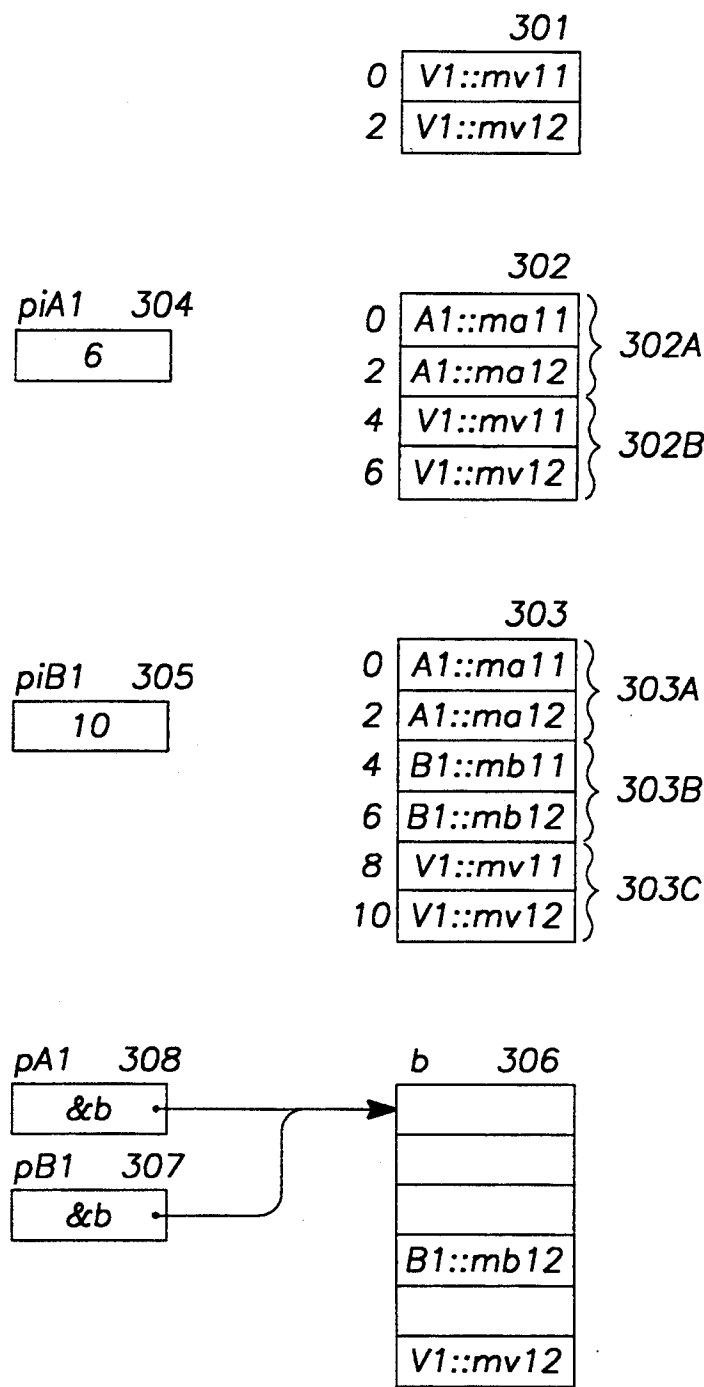 301
0 V1::mv11
2 V1::mv12
302
piA1 304
6
0 A1::ma11
2 A1::ma12
302A
4 V1::mv11
6 V1::mv12
302B
303
piB1 305
10
0 A1::ma11
2 A1::ma12
303A
4 B1::mb11
6 B1::mb12
303B
8 V1::mv11
10 V1::mv12
303C
pA1 308
&b
pB1 307
&b
b 306
B1::mb12
V1::mv12